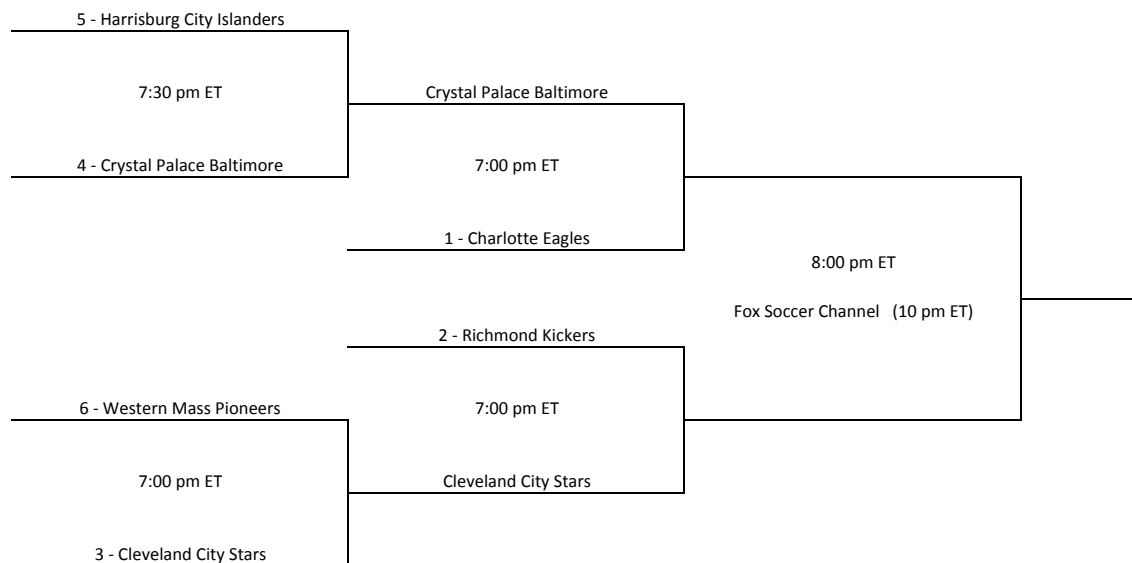 5 - Harrisburg City Islanders
7:30 pm ET
Crystal Palace Baltimore
4 - Crystal Palace Baltimore
7:00 pm ET
1 - Charlotte Eagles
8:00 pm ET
Fox Soccer Channel (10 pm ET)
2 - Richmond Kickers
6 - Western Mass Pioneers
7:00 pm ET
7:00 pm ET
Cleveland City Stars
3 - Cleveland City Stars